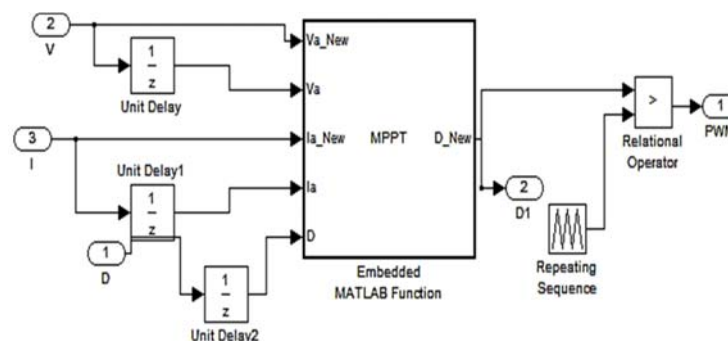 2
V
1
z
Unit Delay
3
I
Unit Delay1
1
z
1
D
1
z
Unit Delay2
Va_New
Va
Ia_New
Ia
D
MPPT
D_New
Embedded
MATLAB Function
>
Relational
Operator
1
PWM
2
D1
Repeating
Sequence